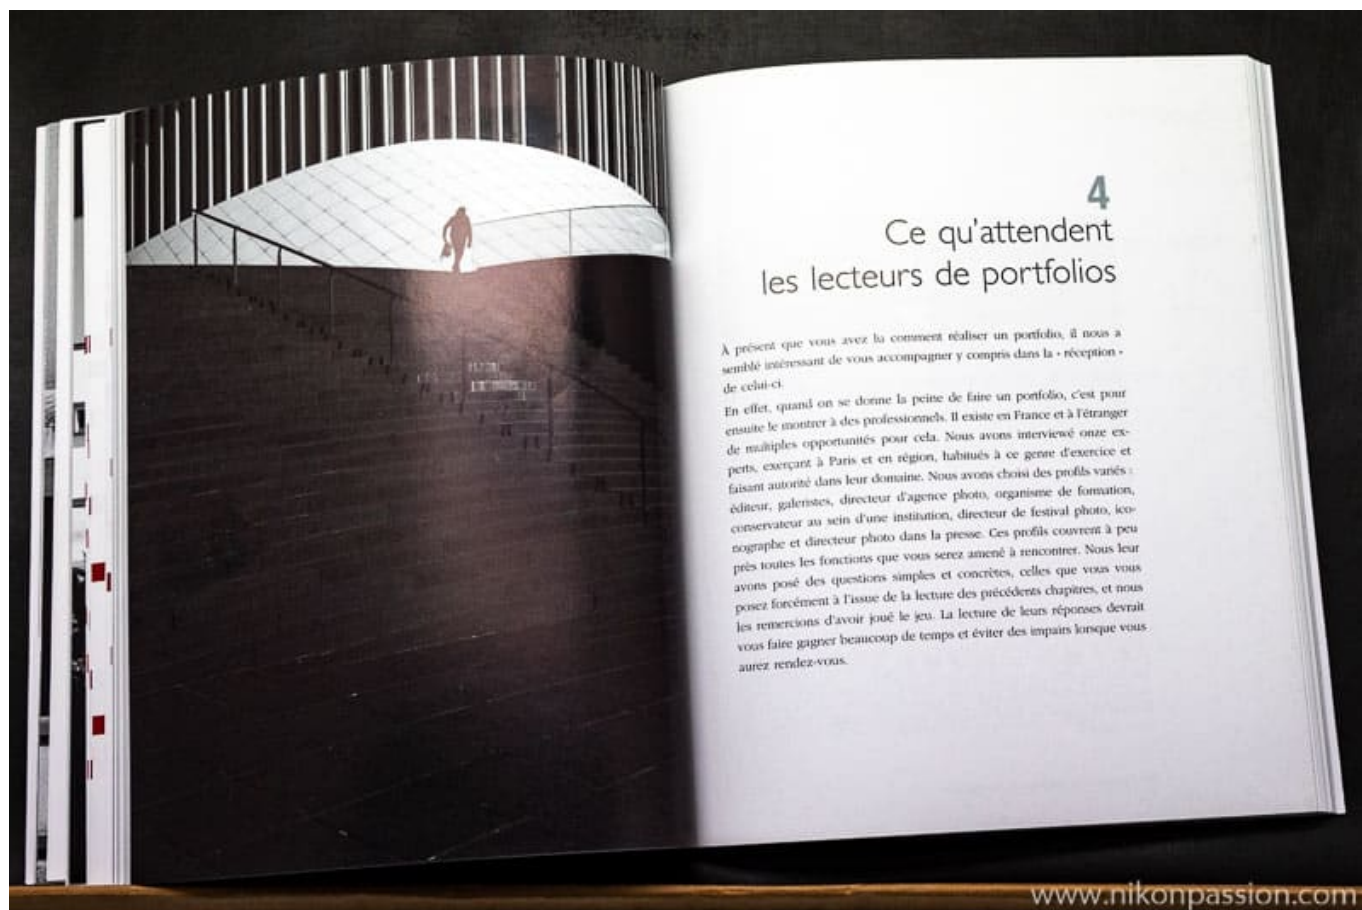 4
Ce qu'attendent
les lecteurs de portfolios
À présent que vous avez lu comment réaliser un portfolio, il nous a
semblé intéressant de vous accompagner y compris dans la « réception »
de celui-ci.
En effet, quand on se donne la peine de faire un portfolio, c'est pour
ensuite le montrer à des professionnels. Il existe en France et à l'étranger
de multiples opportunités pour cela. Nous avons interviewé onze ex-
perts, exerçant à Paris et en région, habitués à ce genre d'exercice et
faisant autorité dans leur domaine. Nous avons choisi des profils variés :
éditeur, galeristes, directeur d'agence photo, organisme de formation,
conservateur au sein d'une institution, directeur de festival photo, ico-
nographe et directeur photo dans la presse. Ces profils couvrent à peu
près toutes les fonctions que vous serez amené à rencontrer. Nous leur
avons posé des questions simples et concrètes, celles que vous vous
posez forcément à l'issue de la lecture des précédents chapitres, et nous
les remercions d'avoir joué le jeu. La lecture de leurs réponses devrait
vous faire gagner beaucoup de temps et éviter des impairs lorsque vous
aurez rendez-vous.
www.nikonpassion.com